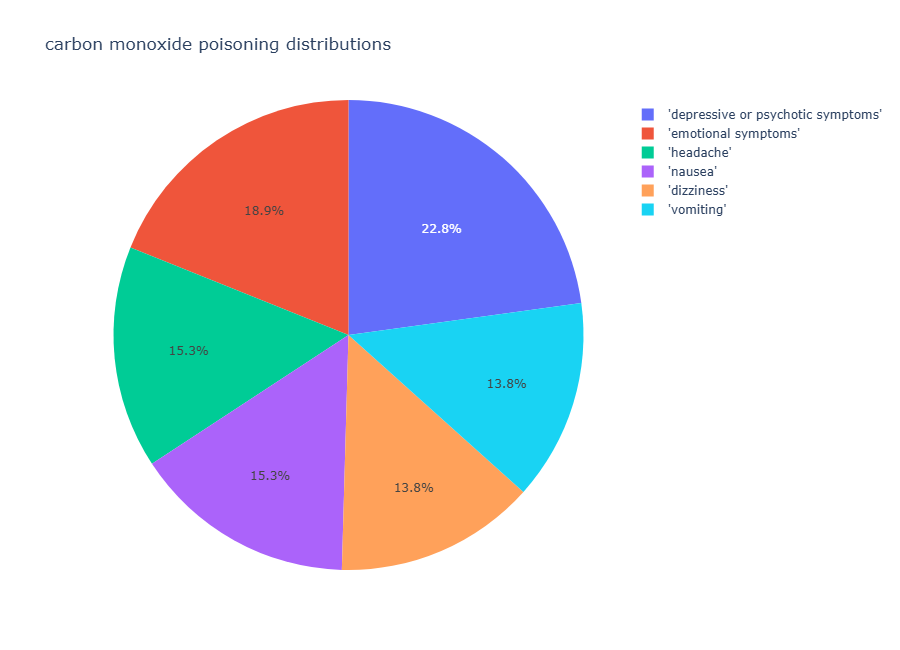 carbon monoxide poisoning distributions
'depressive or psychotic symptoms'
'emotional symptoms'
'headache'
'nausea'
'dizziness'
'vomiting'
18.9%
22.8%
15.3%
13.8%
15.3%
13.8%